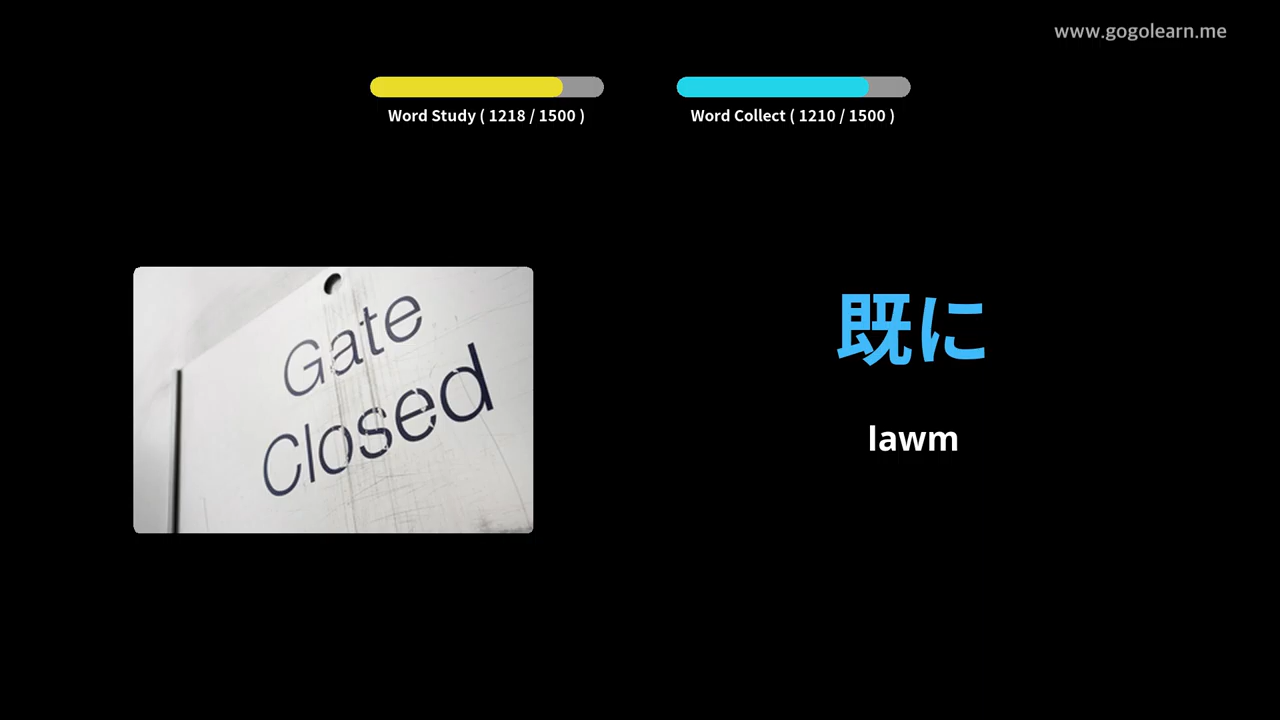 www.gogolearn.me
Word Study ( 1218 / 1500 )
Word Collect ( 1210 / 1500 )
Gate
Closed
既に
lawm